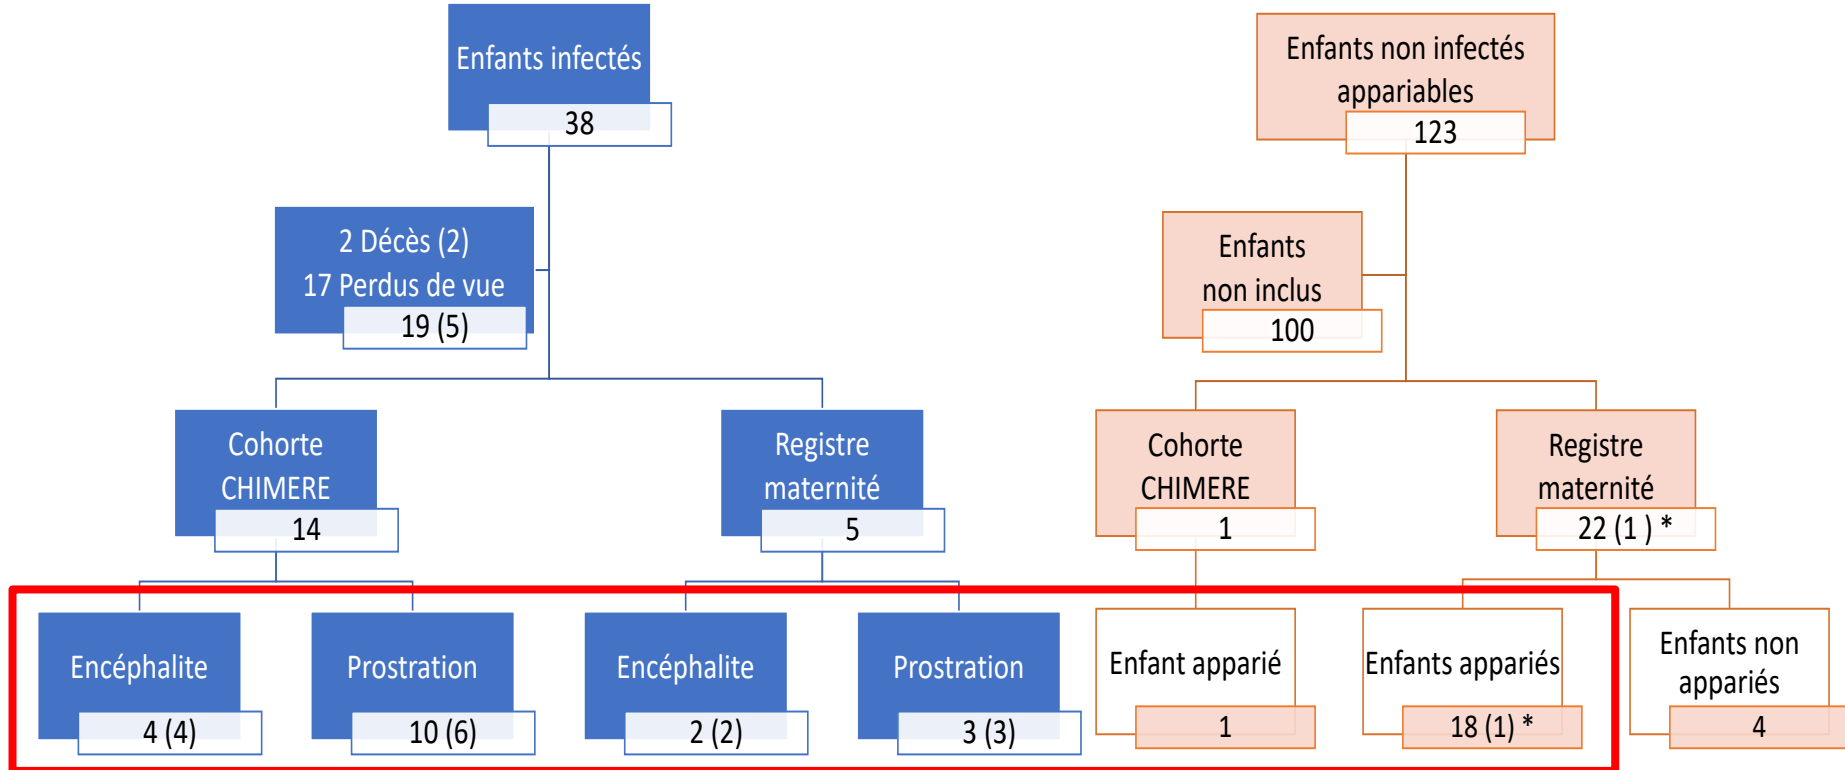 Enfants infectés
38
Enfants non infectés
appariables
123
2 Décès (2)
17 Perdus de vue
19 (5)
Enfants
non inclus
100
Cohorte
CHIMERE
14
Registre
maternité
5
Cohorte
CHIMERE
1
Registre
maternité
22 (1 ) *
Encéphalite
4 (4)
Prostration
10 (6)
Encéphalite
2 (2)
Prostration
3 (3)
Enfant apparié
1
Enfants appariés
18 (1) *
Enfants non
appariés
4